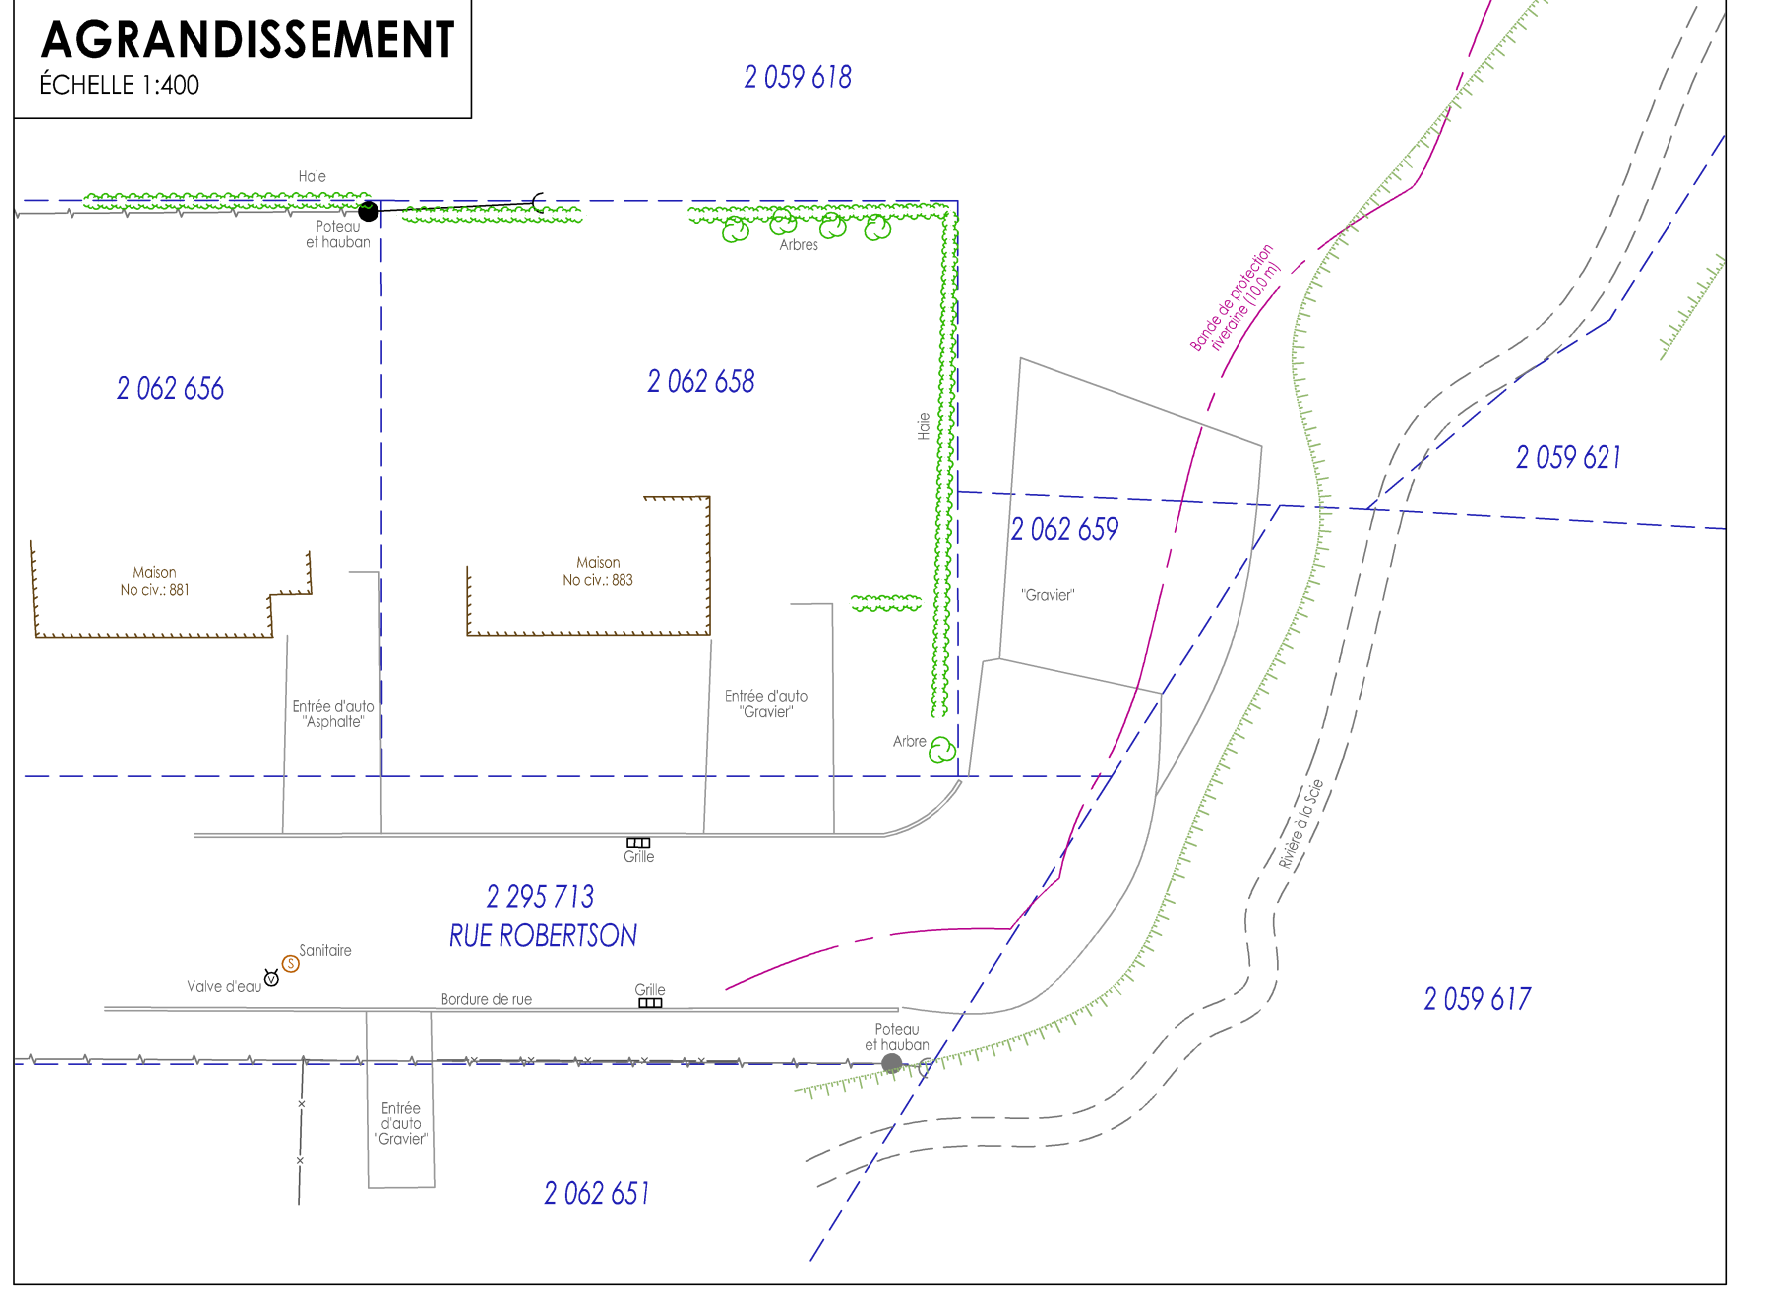 AGRANDISSEMENT
ÉCHELLE 1:400
2 059 618
Hae
Poteau
et hauban
Arbres
Bande de protection
riveraine (10,0 m)
2 062 656
2 062 658
Haie
2 059 621
2 062 659
Maison
No civ.: 881
Maison
No civ.: 883
"Gravier"
Entrée d'auto
"Asphalte"
Entrée d'auto
"Gravier"
Arbre
Rivière à la Scie
Grille
2 295 713
RUE ROBERTSON
Sanitaire
S
Valve d'eau
V
Bordure de rue
Grille
2 059 617
Poteau
et hauban
Entrée
d'auto
"Gravier"
2 062 651